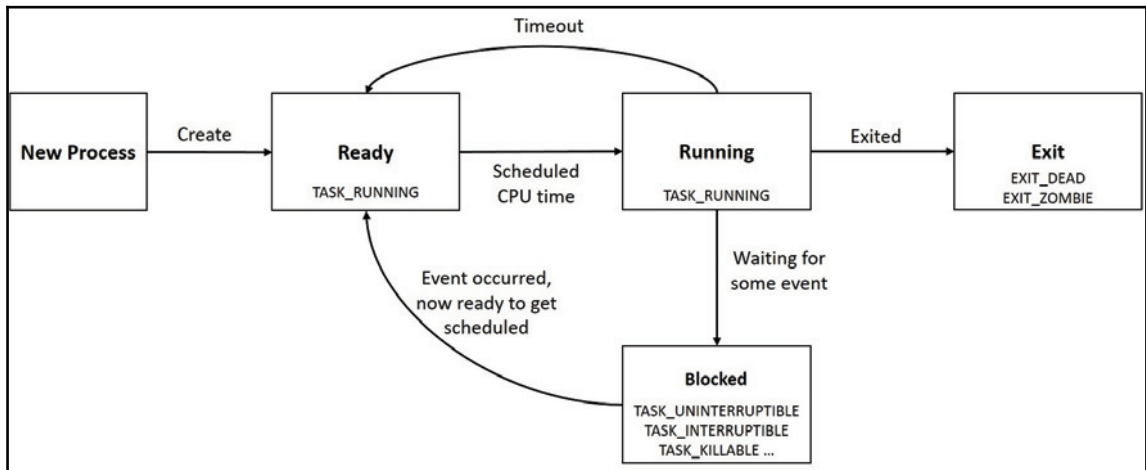 Timeout
New Process
Create
Ready
TASK_RUNNING
Scheduled
CPU time
Running
TASK_RUNNING
Exited
Exit
EXIT_DEAD
EXIT_ZOMBIE
Event occurred,
now ready to get
scheduled
Waiting for
some event
Blocked
TASK_UNINTERRUPTIBLE
TASK_INTERRUPTIBLE
TASK_KILLABLE ...